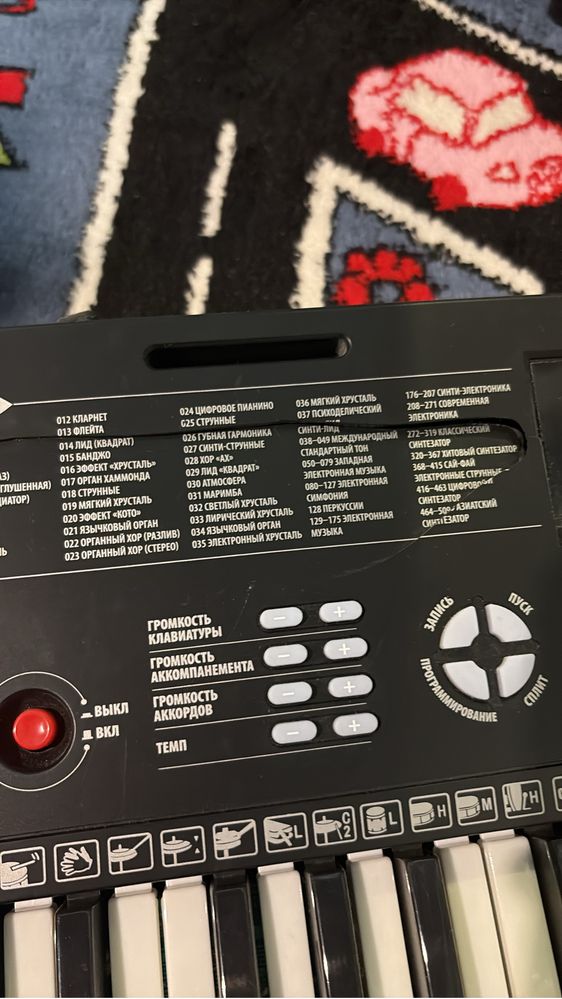 АЗ)
ГЛУШЕННАЯ)
ДИАТОР)
ЛЬ
012 КЛАРНЕТ
013 ФЛЕЙТА
014 ЛИД (КВАДРАТ)
015 БАНДЖО
016 ЭФФЕКТ «ХРУСТАЛЬ»
017 ОРГАН ХАММОНДА
018 СТРУННЫЕ
019 МЯГКИЙ ХРУСТАЛЬ
020 ЭФФЕКТ «КОТО»
021 ЯЗЫЧКОВЫЙ ОРГАН
022 ОРГАННЫЙ ХОР (РАЗЛИВ)
023 ОРГАННЫЙ ХОР (СТЕРЕО)
024 ЦИФРОВОЕ ПИАНИНО
025 СТРУННЫЕ
026 ГУБНАЯ ГАРМОНИКА
027 СИНТИ-СТРУННЫЕ
028 ХОР «АХ»
029 ЛИД «КВАДРАТ»
030 АТМОСФЕРА
031 МАРИМБА
032 СВЕТЛЫЙ ХРУСТАЛЬ
033 ЛИРИЧЕСКИЙ ХРУСТАЛЬ
034 ЯЗЫЧКОВЫЙ ОРГАН
035 ЭЛЕКТРОННЫЙ ХРУСТАЛЬ
036 МЯГКИЙ ХРУСТАЛЬ
037 ПСИХОДЕЛИЧЕСКИЙ
СИНТИ-ЛИД
038-049 МЕЖДУНАРОДНЫЙ
СТАНДАРТНЫЙ ТОН
050-079 ЗАПАДНАЯ
ЭЛЕКТРОННАЯ МУЗЫКА
080-127 ЭЛЕКТРОННАЯ
СИМФОНИЯ
128 ПЕРКУССИИ
129-175 ЭЛЕКТРОННАЯ
МУЗЫКА
176-207 СИНТИ-ЭЛЕКТРОНИКА
208-271 СОВРЕМЕННАЯ
ЭЛЕКТРОНИКА
272-319 КЛАССИЧЕСКИЙ
СИНТЕЗАТОР
320-367 ХИТОВЫЙ СИНТЕЗАТОР
368-415 САЙ-ФАЙ
ЭЛЕКТРОННЫЕ СТРУННЫЕ
416-463 ЦИФРОВОЙ
СИНТЕЗАТОР
464-500 АЗИАТСКИЙ
СИНТЕЗАТОР
ГРОМКОСТЬ
КЛАВИАТУРЫ
- +
ГРОМКОСТЬ
АККОМПАНЕМЕНТА
- +
ГРОМКОСТЬ
АККОРДОВ
- +
ТЕМП
- +
ЗАПИСЬ
ПУСК
ПРОГРАММИРОВАНИЕ
СПЛИТ
ВЫКЛ
ВКЛ
L
C
2
L
H
M
H